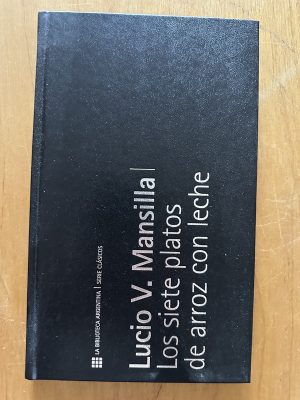 LA BIBLIOTECA ARGENTINA | SERIE CLÁSICOS
Lucio V. Mansilla |
Los siete platos
de arroz con leche